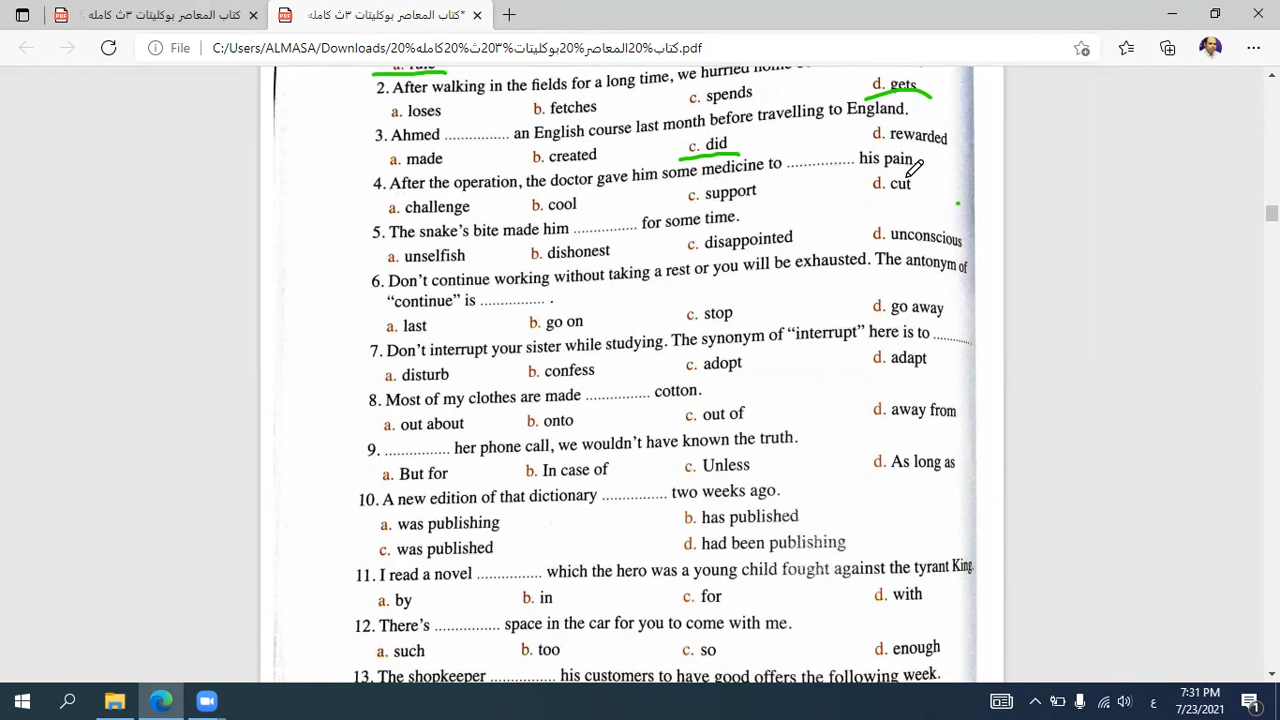 كتاب المعاصر بوكليتات ٣ث كامله.
كتاب المعاصر بوكليتات ٣ث كامله*
File
C:/Users/ALMASA/Downloads/كتاب%20المعاصر%20بوكليتات%20٣ث%20كامله.pdf
2. After walking in the fields for a long time, we hurried home
a. loses b. fetches c. spends d. gets
3. Ahmed ............... an English course last month before travelling to England.
a. made b. created c. did d. rewarded
4. After the operation, the doctor gave him some medicine to ............... his pain
a. challenge b. cool c. support d. cut
5. The snake's bite made him ............... for some time.
a. unselfish b. dishonest c. disappointed d. unconscious
6. Don't continue working without taking a rest or you will be exhausted. The antonym of
“continue” is ............... .
a. last b. go on c. stop d. go away
7. Don't interrupt your sister while studying. The synonym of “interrupt” here is to ..........
a. disturb b. confess c. adopt d. adapt
8. Most of my clothes are made ............... cotton.
a. out about b. onto c. out of d. away from
9. ............... her phone call, we wouldn't have known the truth.
a. But for b. In case of c. Unless d. As long as
10. A new edition of that dictionary ............... two weeks ago.
a. was publishing b. has published
c. was published d. had been publishing
11. I read a novel ............... which the hero was a young child fought against the tyrant King.
a. by b. in c. for d. with
12. There's ............... space in the car for you to come with me.
a. such b. too c. so d. enough
13. The shopkeeper ............... his customers to have good offers the following week.
ع
7:31 PM
7/23/2021
1